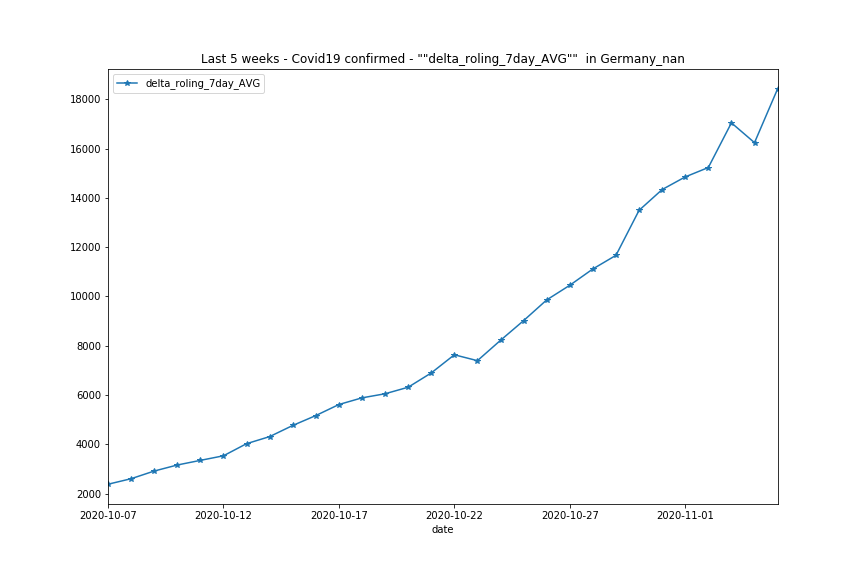 Last 5 weeks - Covid19 confirmed - ""delta_roling_7day_AVG""  in Germany_nan
delta_roling_7day_AVG
18000
16000
14000
12000
10000
8000
6000
4000
2000
2020-10-07 2020-10-12 2020-10-17 2020-10-22 2020-10-27 2020-11-01
date